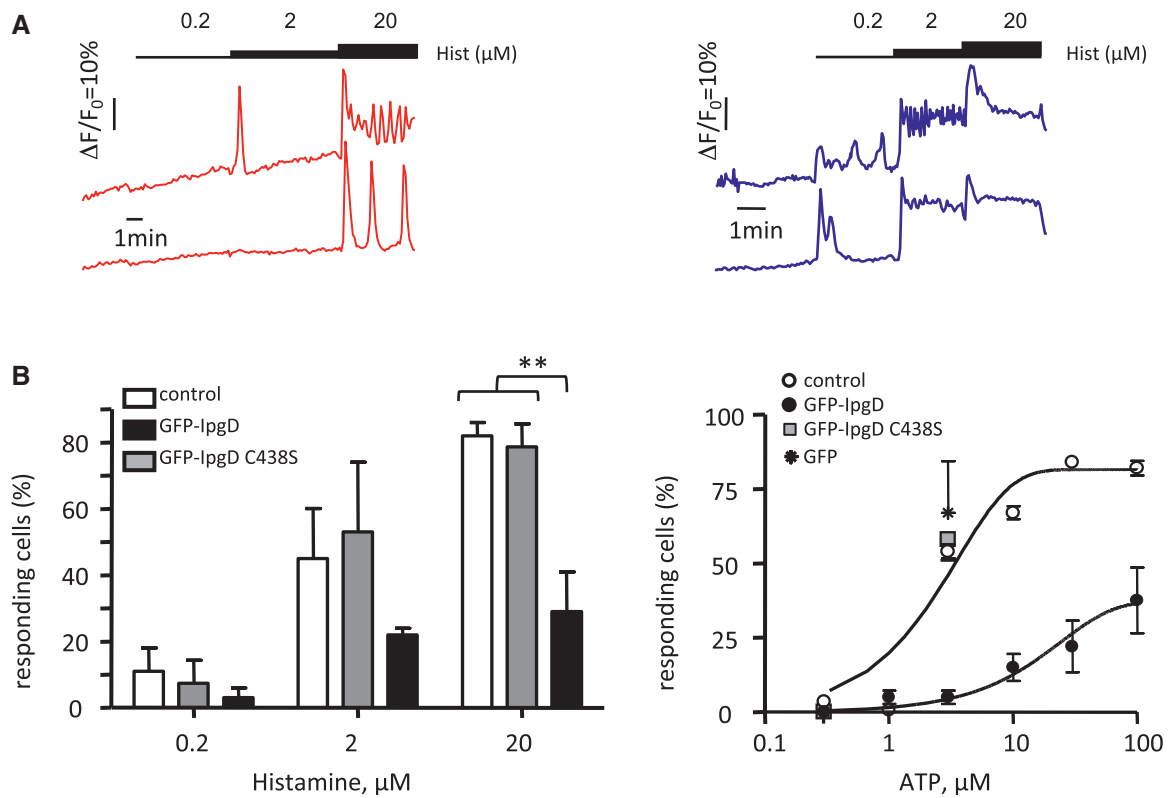 A
0.2 2 20
Hist (μM)
ΔF/F₀=10%
1min
0.2 2 20
Hist (μM)
ΔF/F₀=10%
1min
B
control
GFP-IpgD
GFP-IpgD C438S
**
responding cells (%)
80
60
40
20
0
0.2 2 20
Histamine, μM
control
GFP-IpgD
GFP-IpgD C438S
GFP
responding cells (%)
100
75
50
25
0
0.1 1 10 100
ATP, μM